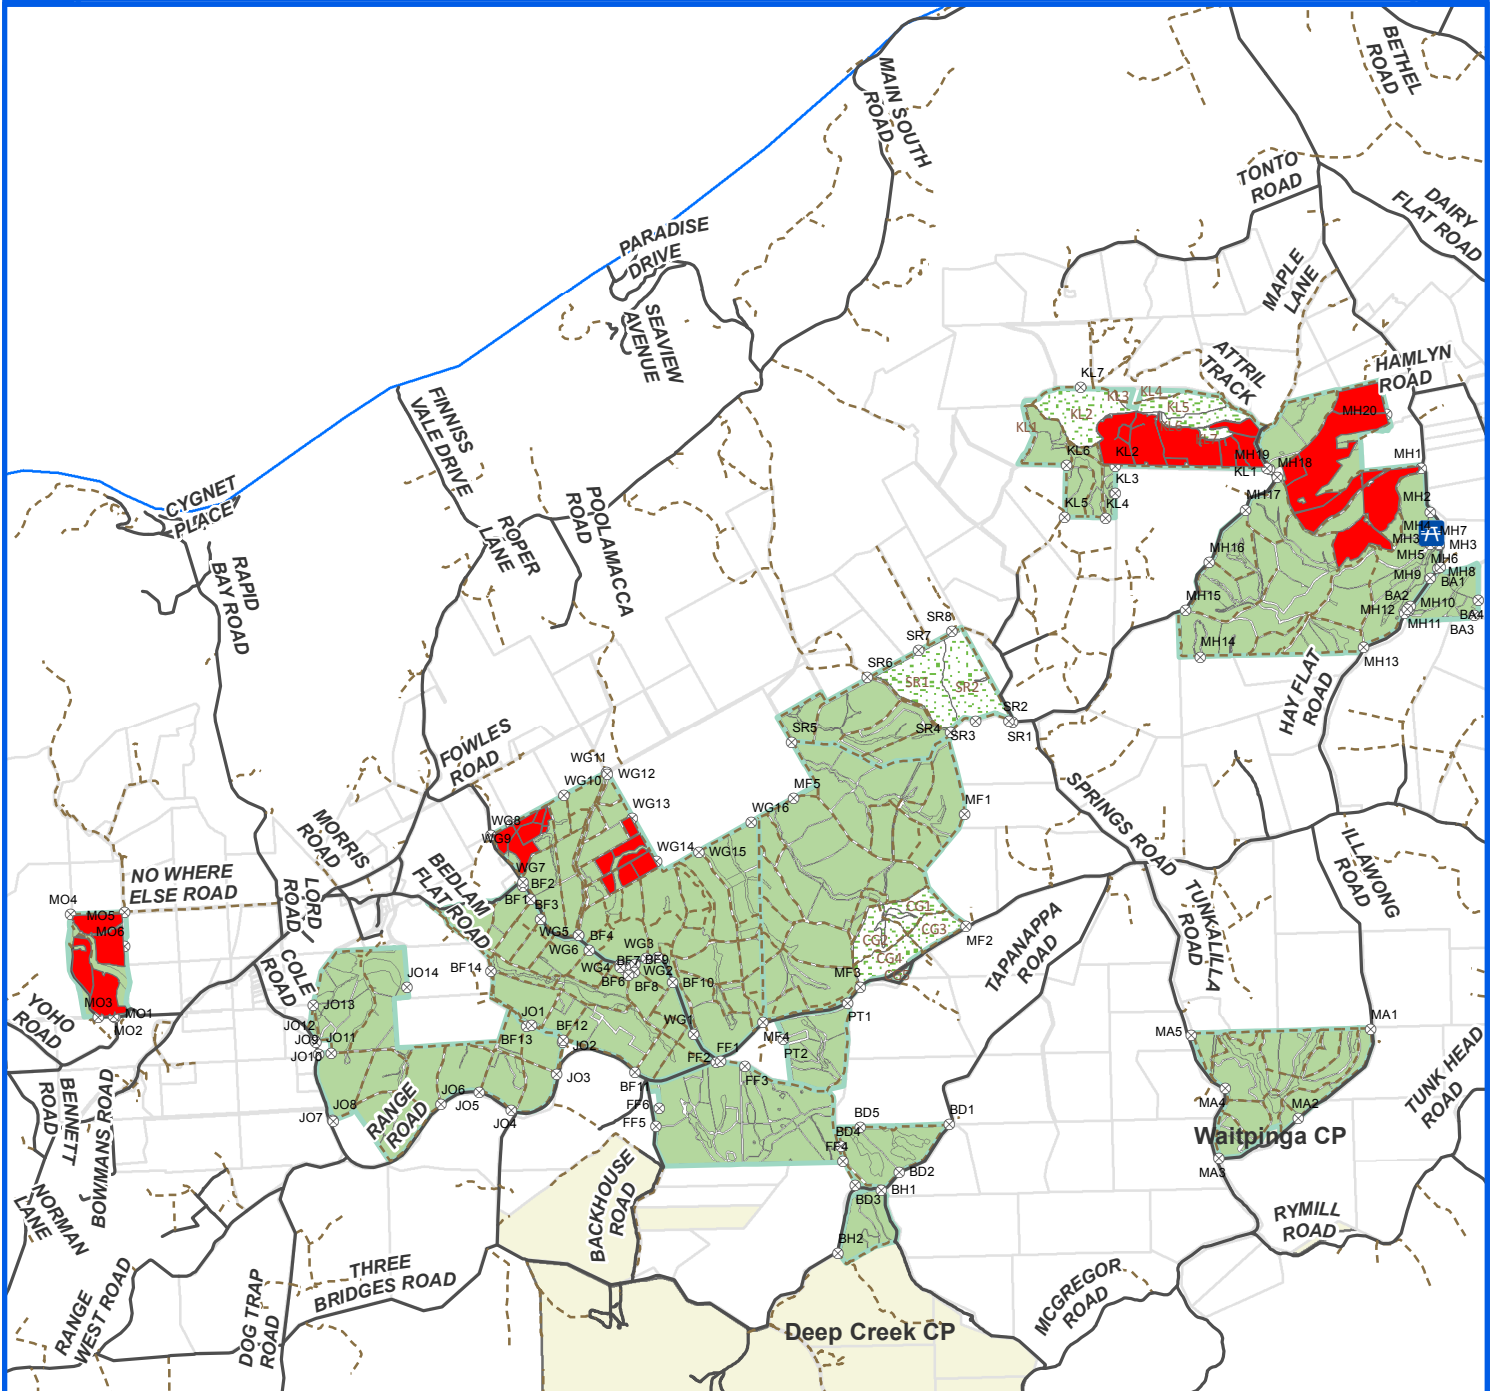 BETHEL
ROAD
MAIN SOUTH
ROAD
TONTO
ROAD
DAIRY
FLAT ROAD
PARADISE
DRIVE
MAPLE
LANE
SEAVIEW
AVENUE
ATTRIL
TRACK
HAMLYN
ROAD
FINNISS
VALE DRIVE
KL7
KL3
KL4
KL5
KL2
KL1
KL6
KL7
KL6
KL2
KL3
KL5
KL4
KL1
MH20
MH19
MH18
MH17
MH1
MH2
MH4
MH7
MH3
MH3
MH5
MH6
MH8
MH9
BA1
BA2
MH10
MH12
MH11
BA4
BA3
MH16
MH15
MH14
MH13
CYGNET
PLACE
RAPID
BAY ROAD
ROPER
LANE
POOLAMACCA
ROAD
HAY FLAT
ROAD
SR8
SR7
SR6
SR1
SR2
SR2
SR1
SR3
SR4
SR5
FOWLES
ROAD
WG11
WG12
WG10
WG13
MF5
WG16
MF1
WG8
WG9
WG14
WG15
WG7
SPRINGS ROAD
MORRIS
ROAD
BEDLAM
FLAT ROAD
ILLAWONG
ROAD
NO WHERE
ELSE ROAD
LORD
ROAD
BF2
BF1
BF3
MO4
MO5
MO6
CG1
CG3
CG2
CG4
MF2
TAPANAPPA
ROAD
TUNKALILLA
ROAD
WG5
BF4
WG6
WG3
BF9
BF7
WG4
WG2
BF6
BF8
BF10
BF14
MF3
COLE
ROAD
JO14
JO13
MO3
MO1
MO2
YOHO
ROAD
JO12
JO9
JO11
JO10
JO1
BF12
BF13
JO2
WG1
PT1
MF4
PT2
FF1
FF2
FF3
MA5
MA1
JO3
BF11
JO6
JO5
JO4
JO8
JO7
RANGE
ROAD
FF6
FF5
BD5
BD4
BD1
FF4
BD2
BH1
BD3
BH2
MA4
MA2
MA3
Waitpinga CP
TUNK HEAD
ROAD
BENNETT
ROAD
BOWMANS ROAD
NORMAN
LANE
BACKHOUSE
ROAD
RYMILL
ROAD
RANGE
WEST ROAD
DOG TRAP
ROAD
THREE
BRIDGES ROAD
MCGREGOR
ROAD
Deep Creek CP